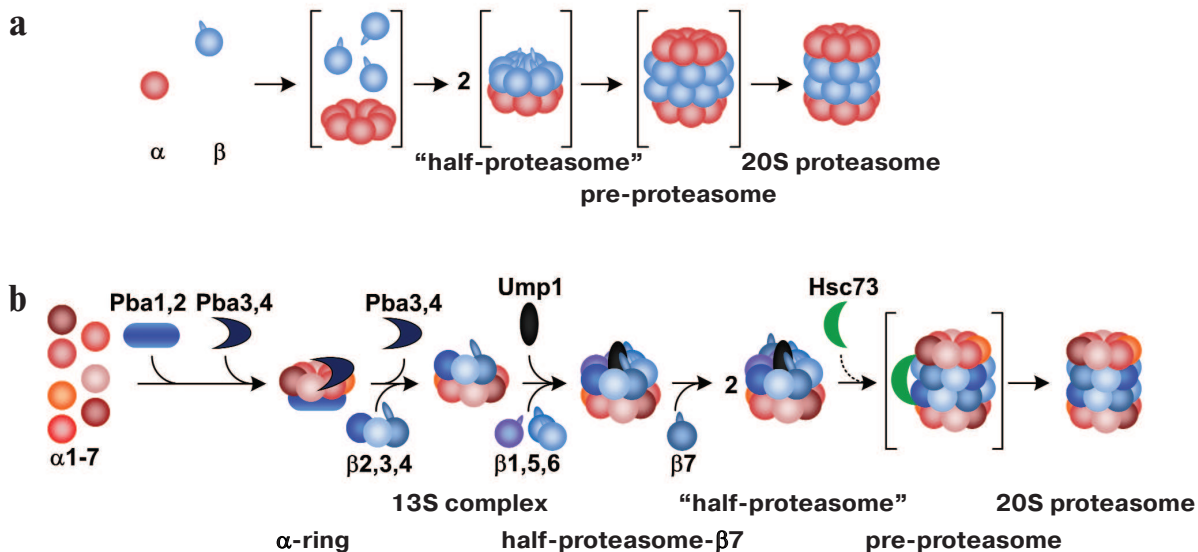 a
2
α β
“half-proteasome” 20S proteasome
pre-proteasome
b
Pba1,2 Pba3,4 Pba3,4 Ump1 Hsc73
2
α1-7 β2,3,4 β1,5,6 β7
13S complex “half-proteasome” 20S proteasome
α-ring half-proteasome-β7 pre-proteasome